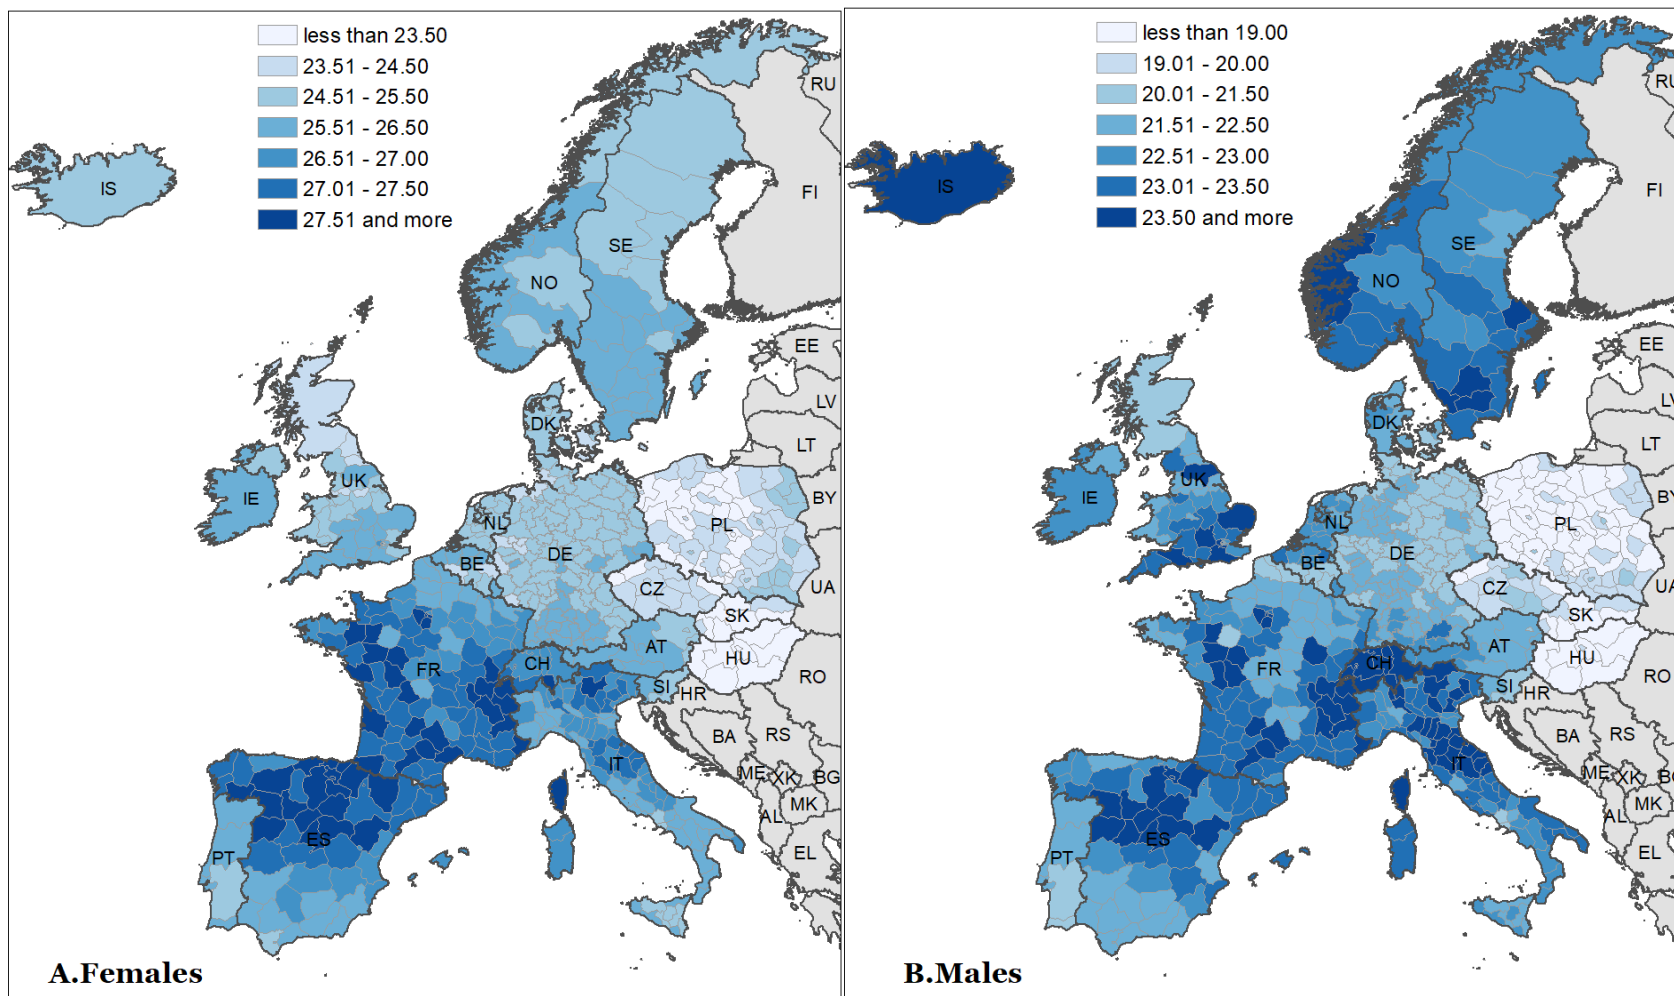 less than 23.50
23.51 - 24.50
24.51 - 25.50
25.51 - 26.50
26.51 - 27.00
27.01 - 27.50
27.51 and more
RU
IS
FI
SE
NO
EE
LV
DK
LT
IE
UK
BY
NL
PL
BE
DE
CZ
UA
SK
FR
CH
AT
HU
RO
SI
HR
BA
RS
IT
ME
XK
BG
MK
AL
ES
PT
EL
A.Females
less than 19.00
19.01 - 20.00
20.01 - 21.50
21.51 - 22.50
22.51 - 23.00
23.01 - 23.50
23.50 and more
RU
IS
FI
SE
NO
EE
LV
DK
LT
IE
UK
BY
NL
PL
BE
DE
CZ
UA
SK
FR
CH
AT
HU
RO
SI
HR
BA
RS
IT
ME
XK
BG
MK
AL
ES
PT
EL
B.Males